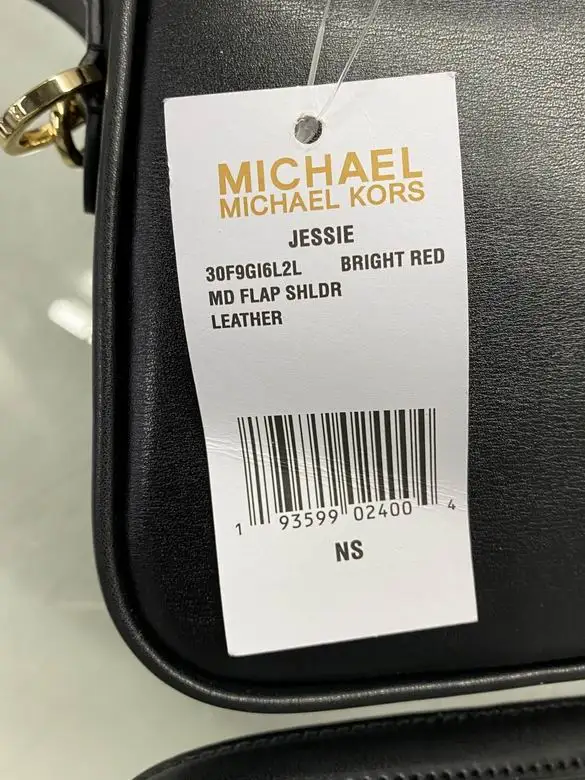 MICHAEL
MICHAEL KORS
JESSIE
30F9GI6L2L BRIGHT RED
MD FLAP SHLDR
LEATHER
1 93599 02400 4
NS